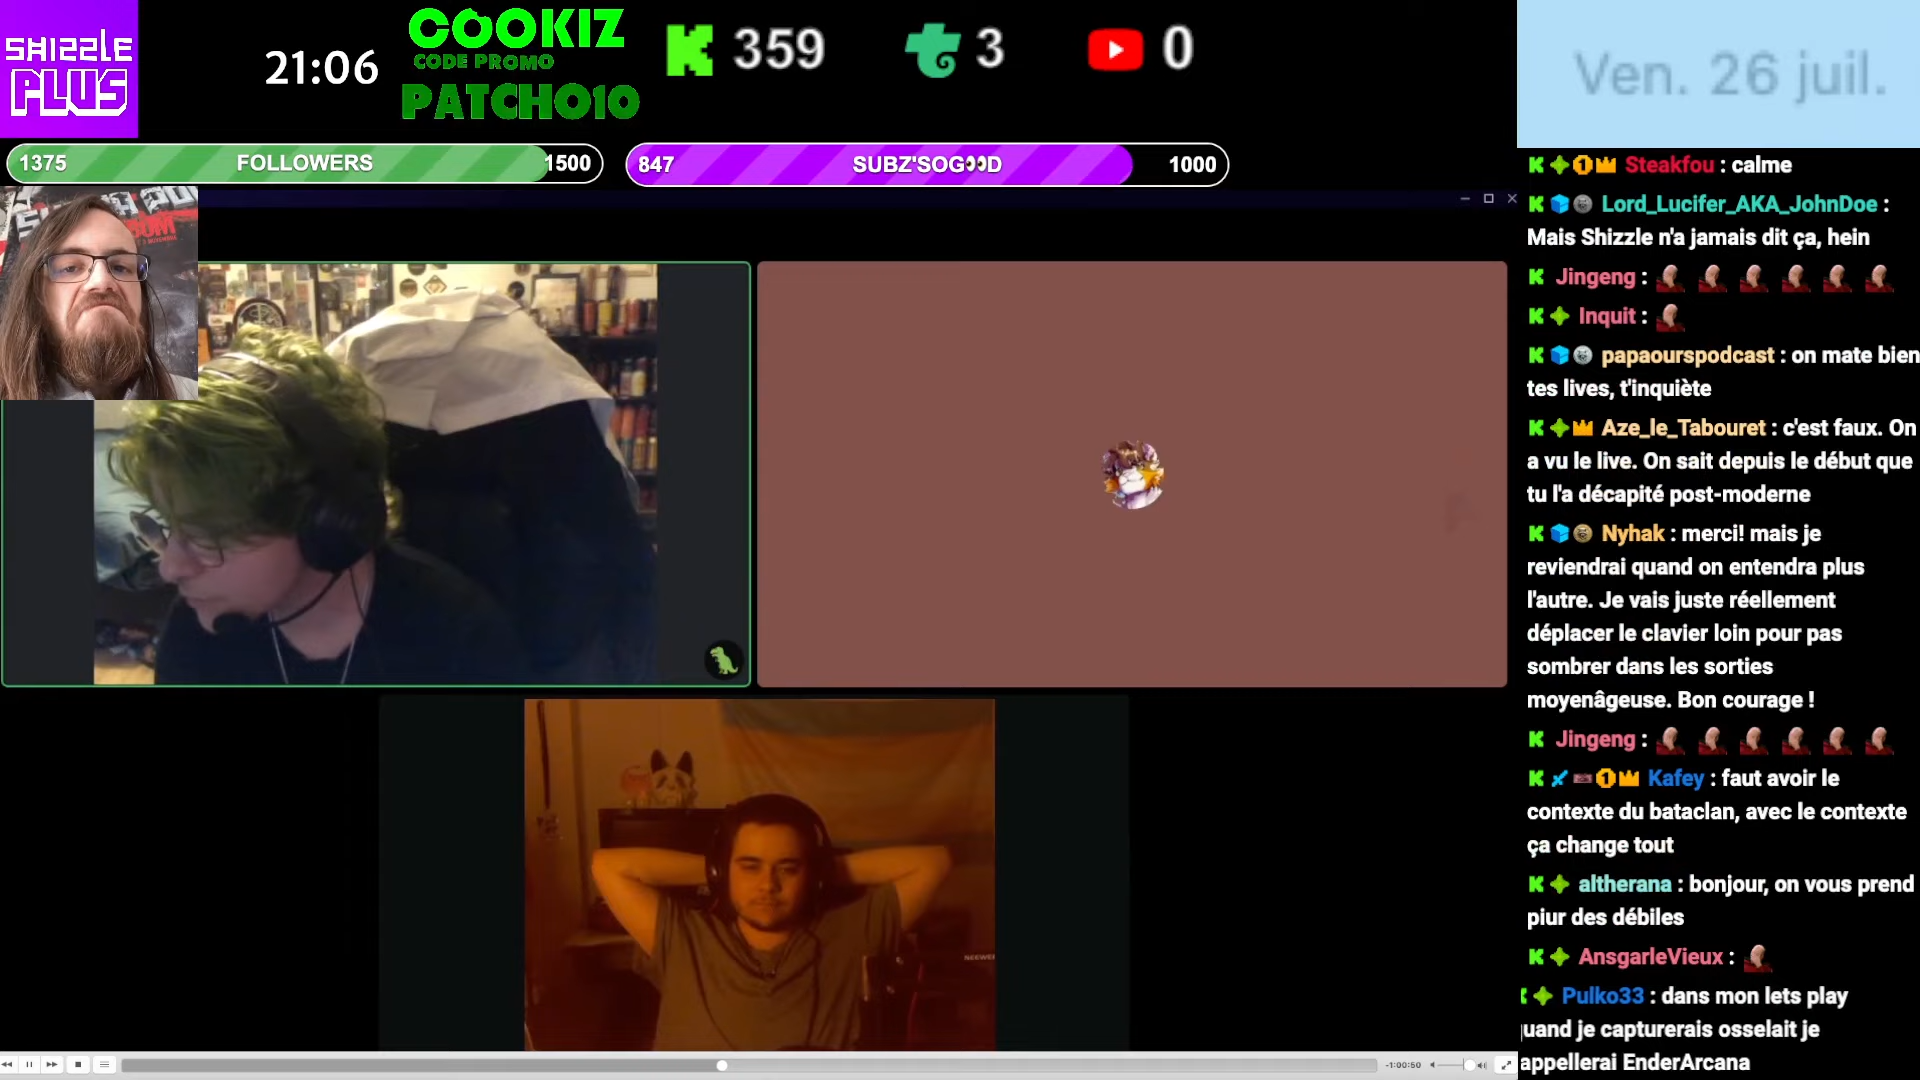 SHIZZLE
PLUS
21:06
COOKIZ
CODE PROMO
PATCHO10
359
3
0
Ven. 26 juil.
1375 FOLLOWERS 1500
847 SUBZ'SOG👀D 1000
Steakfou : calme
Lord_Lucifer_AKA_JohnDoe :
Mais Shizzle n'a jamais dit ça, hein
Jingeng :
Inquit :
papaourspodcast : on mate bien
tes lives, t'inquiète
Aze_le_Tabouret : c'est faux. On
a vu le live. On sait depuis le début que
tu l'a décapité post-moderne
Nyhak : merci! mais je
reviendrai quand on entendra plus
l'autre. Je vais juste réellement
déplacer le clavier loin pour pas
sombrer dans les sorties
moyenâgeuse. Bon courage !
Jingeng :
Kafey : faut avoir le
contexte du bataclan, avec le contexte
ça change tout
altherana : bonjour, on vous prend
piur des débiles
AnsgarleVieux :
Pulko33 : dans mon lets play
quand je capturerais osselait je
appellerai EnderArcana
-1:00:50